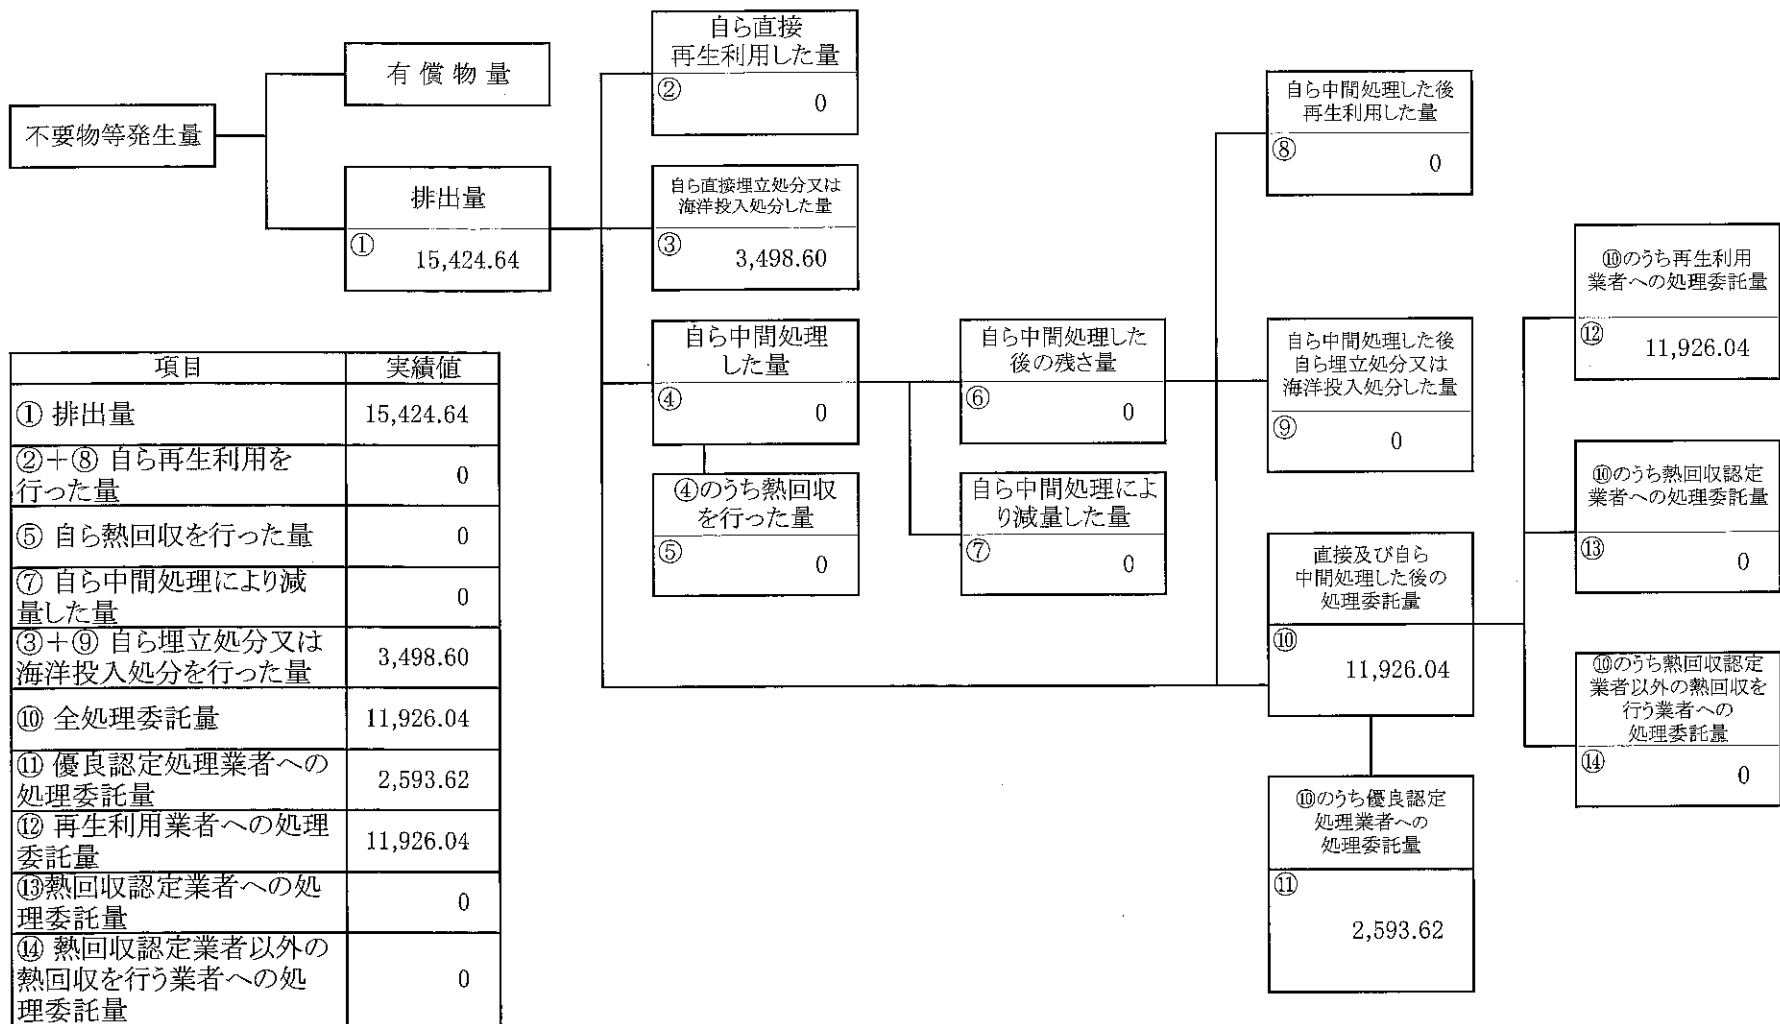 不要物等発生量
有償物量
排出量
①
15,424.64
自ら直接
再生利用した量
②
0
自ら直接埋立処分又は
海洋投入処分した量
③
3,498.60
自ら中間処理
した量
④
0
④のうち熱回収
を行った量
⑤
0
自ら中間処理した
後の残さ量
⑥
0
自ら中間処理によ
り減量した量
⑦
0
自ら中間処理した後
再生利用した量
⑧
0
自ら中間処理した後
自ら埋立処分又は
海洋投入処分した量
⑨
0
直接及び自ら
中間処理した後の
処理委託量
⑩
11,926.04
⑩のうち優良認定
処理業者への
処理委託量
⑪
2,593.62
⑩のうち再生利用
業者への処理委託量
⑫
11,926.04
⑩のうち熱回収認定
業者への処理委託量
⑬
0
⑩のうち熱回収認定
業者以外の熱回収を
行う業者への
処理委託量
⑭
0
項目 実績値
① 排出量 15,424.64
②＋⑧ 自ら再生利用を
行った量 0
⑤ 自ら熱回収を行った量 0
⑦ 自ら中間処理により減
量した量 0
③＋⑨ 自ら埋立処分又は
海洋投入処分を行った量 3,498.60
⑩ 全処理委託量 11,926.04
⑪ 優良認定処理業者への
処理委託量 2,593.62
⑫ 再生利用業者への処理
委託量 11,926.04
⑬熱回収認定業者への処
理委託量 0
⑭ 熱回収認定業者以外の
熱回収を行う業者への処
理委託量 0